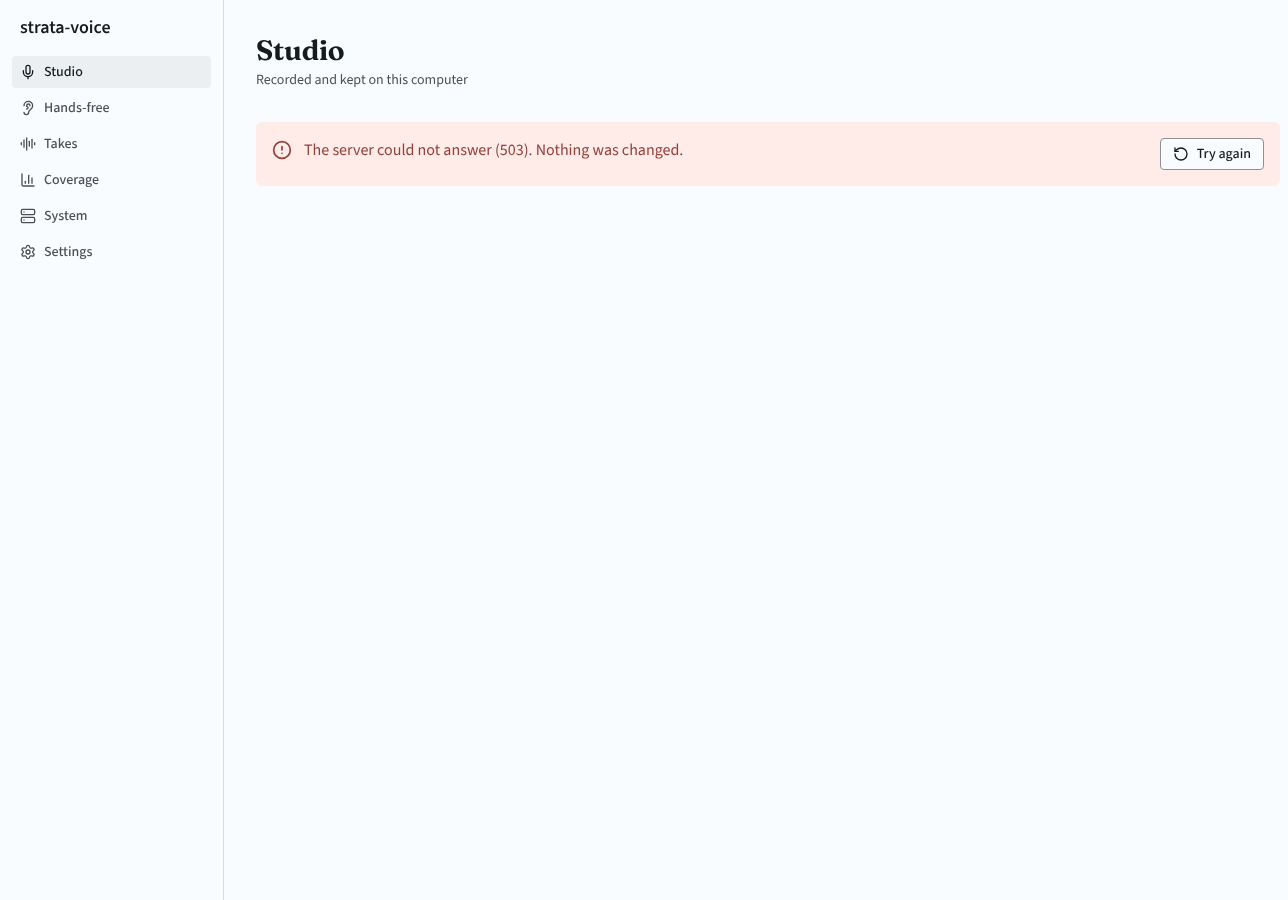 strata-voice
Studio
Hands-free
Takes
Coverage
System
Settings
Studio
Recorded and kept on this computer
The server could not answer (503). Nothing was changed.
Try again